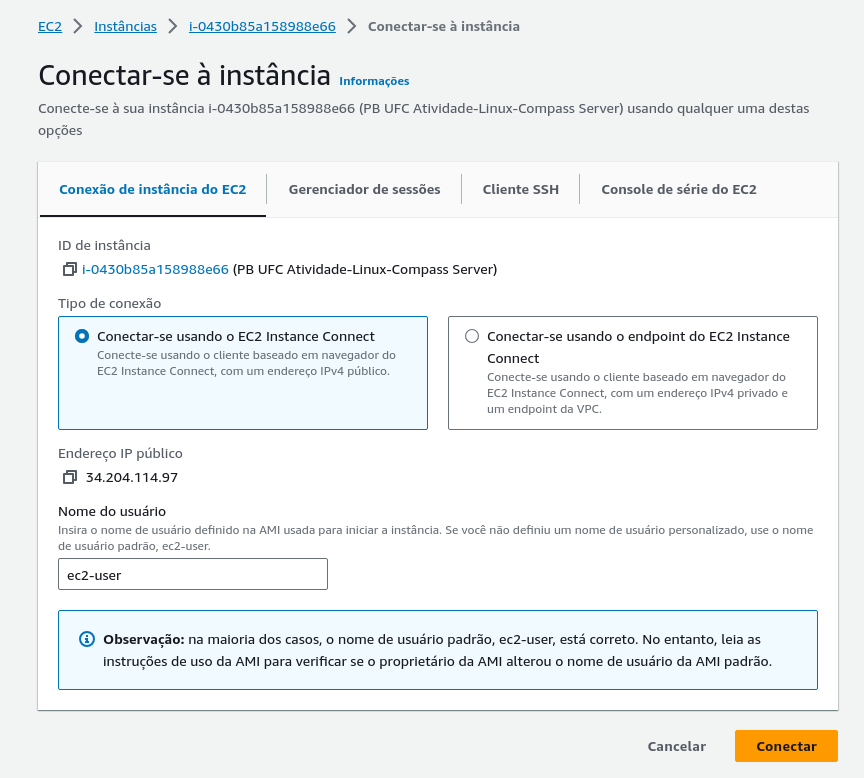 EC2 > Instâncias > i-0430b85a158988e66 > Conectar-se à instância
Conectar-se à instância Informações
Conecte-se à sua instância i-0430b85a158988e66 (PB UFC Atividade-Linux-Compass Server) usando qualquer uma destas
opções
Conexão de instância do EC2 Gerenciador de sessões Cliente SSH Console de série do EC2
ID de instância
i-0430b85a158988e66 (PB UFC Atividade-Linux-Compass Server)
Tipo de conexão
Conectar-se usando o EC2 Instance Connect
Conecte-se usando o cliente baseado em navegador do
EC2 Instance Connect, com um endereço IPv4 público.
Conectar-se usando o endpoint do EC2 Instance
Connect
Conecte-se usando o cliente baseado em navegador do
EC2 Instance Connect, com um endereço IPv4 privado e
um endpoint da VPC.
Endereço IP público
34.204.114.97
Nome do usuário
Insira o nome de usuário definido na AMI usada para iniciar a instância. Se você não definiu um nome de usuário personalizado, use o nome
de usuário padrão, ec2-user.
ec2-user
Observação: na maioria dos casos, o nome de usuário padrão, ec2-user, está correto. No entanto, leia as
instruções de uso da AMI para verificar se o proprietário da AMI alterou o nome de usuário da AMI padrão.
Cancelar Conectar